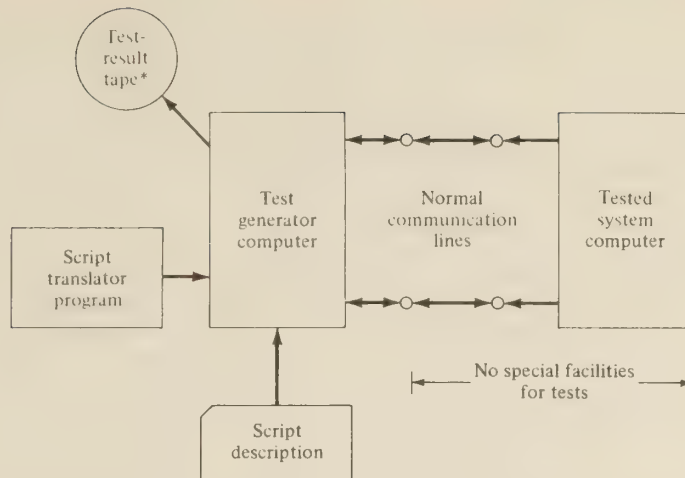 Test-
result
tape*
Test
generator
computer
Normal
communication
lines
Tested
system
computer
Script
translator
program
No special facilities
for tests
Script
description